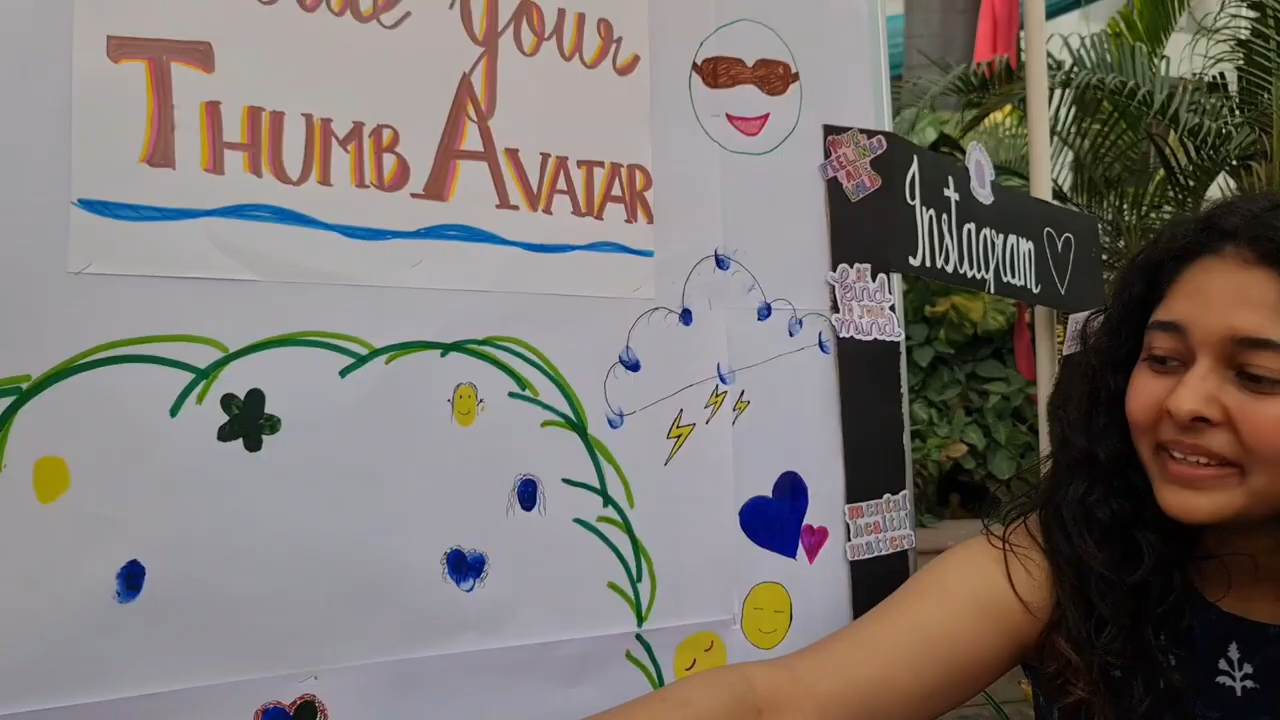 Your
THUMB AVATAR
YOUR
FEELINGS
ARE
VALID
Instagram
BE
kind
TO YOUR
mind
mental
health
matters